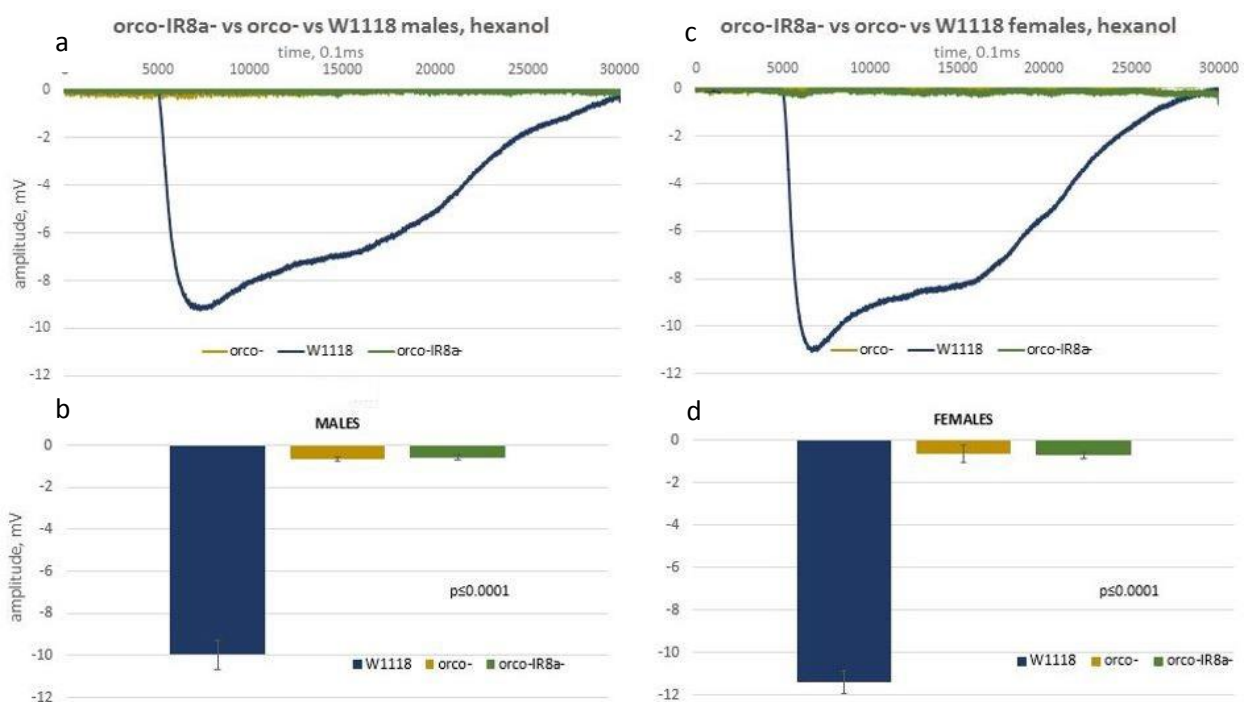 a
orco-IR8a- vs orco- vs W1118 males, hexanol
time, 0.1ms
- 5000 10000 15000 20000 25000 30000
0
-2
-4
-6
-8
-10
-12
amplitude, mV
orco- W1118 orco-IR8a-
c
orco-IR8a- vs orco- vs W1118 females, hexanol
time, 0.1ms
0 5000 10000 15000 20000 25000 30000
0
-2
-4
-6
-8
-10
-12
orco- W1118 orco-IR8a-
b
MALES
0
-2
-4
-6
-8
-10
-12
amplitude, mV
p≤0.0001
W1118 orco- orco-IR8a-
d
FEMALES
0
-2
-4
-6
-8
-10
-12
p≤0.0001
W1118 orco- orco-IR8a-